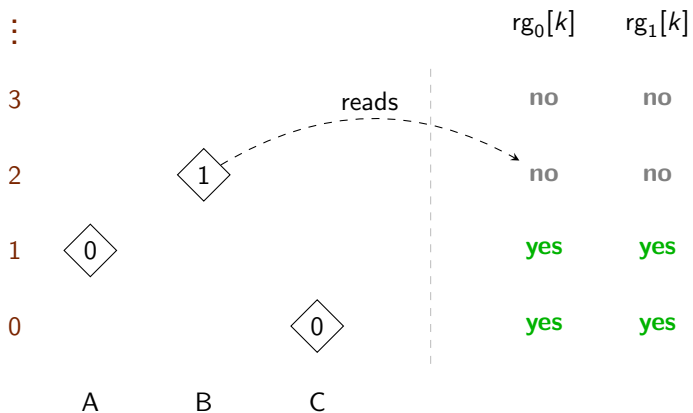 ⋮ rg₀[k] rg₁[k]
3 reads no no
2 1 no no
1 0 yes yes
0 0 yes yes
A B C